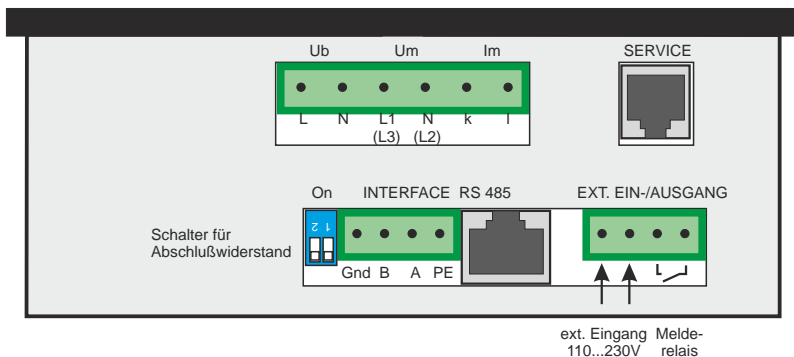 Ub Um Im SERVICE
L N L1 N k l
(L3) (L2)
On INTERFACE RS 485 EXT. EIN-/AUSGANG
2 1
Schalter für
Abschlußwiderstand
Gnd B A PE
ext. Eingang Melde-
110...230V relais